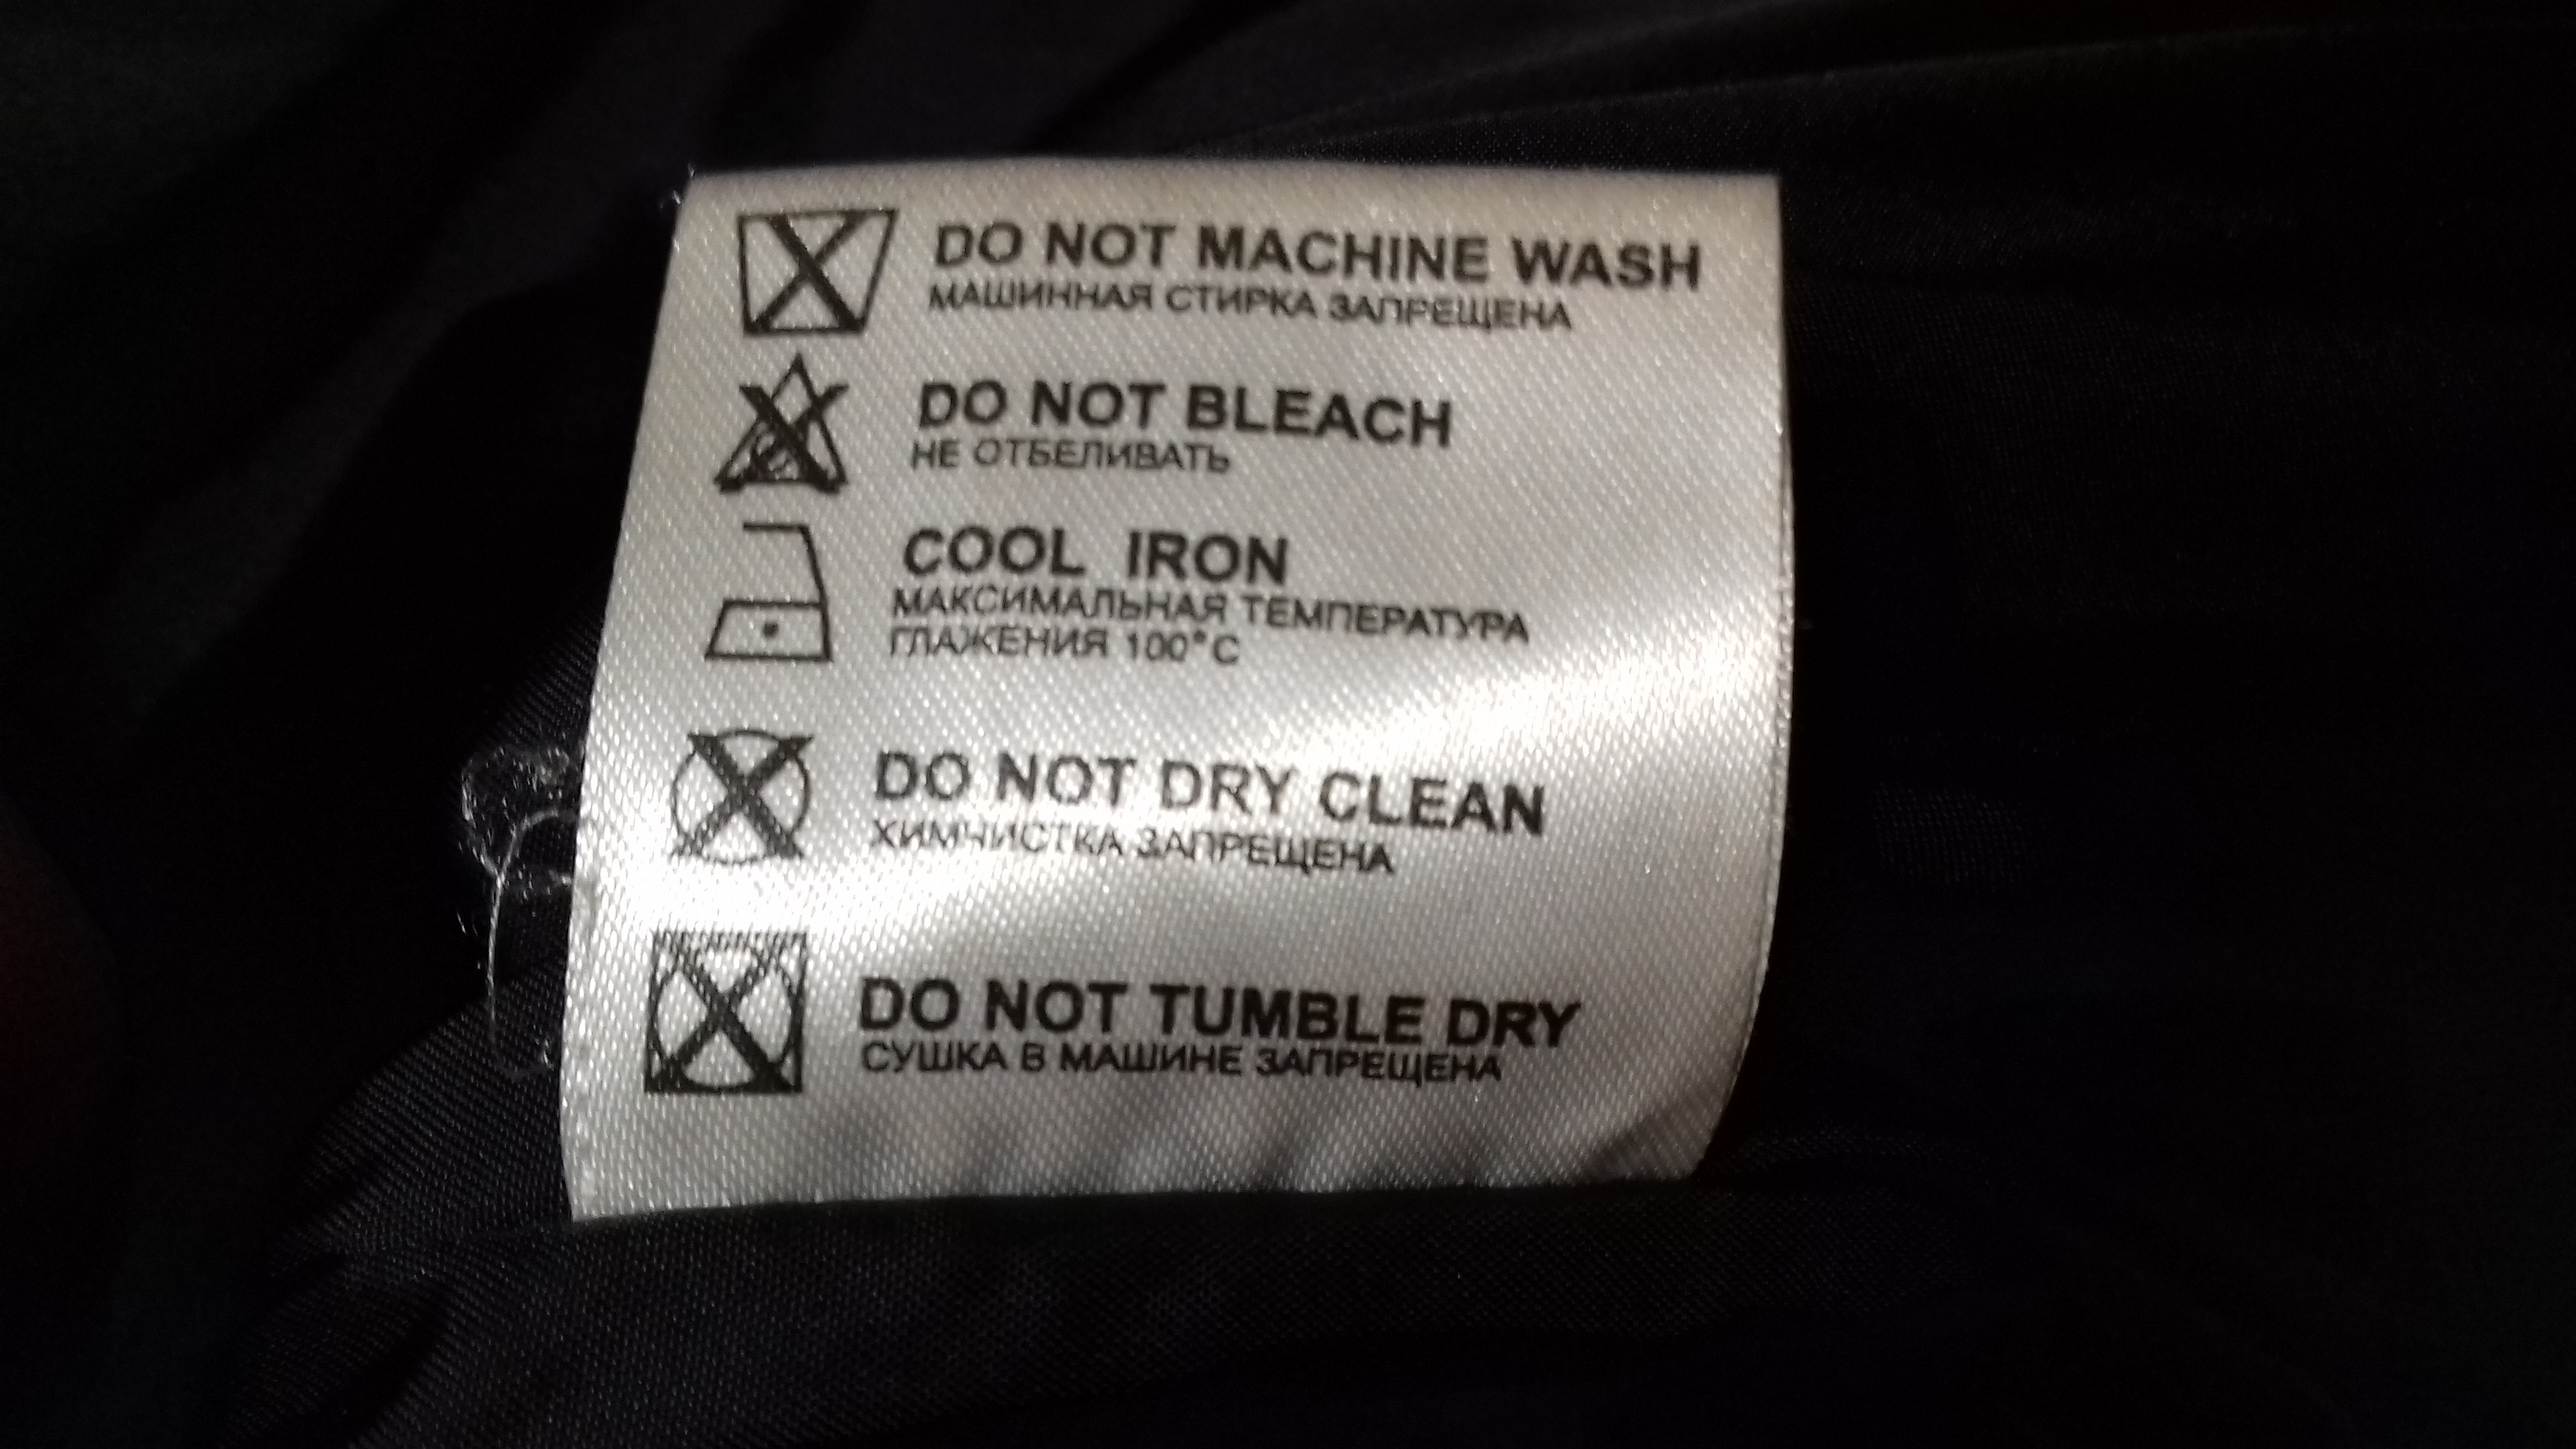 DO NOT MACHINE WASH
МАШИННАЯ СТИРКА ЗАПРЕЩЕНА
DO NOT BLEACH
НЕ ОТБЕЛИВАТЬ
COOL IRON
МАКСИМАЛЬНАЯ ТЕМПЕРАТУРА
ГЛАЖЕНИЯ 100°C
DO NOT DRY CLEAN
ХИМЧИСТКА ЗАПРЕЩЕНА
DO NOT TUMBLE DRY
СУШКА В МАШИНЕ ЗАПРЕЩЕНА